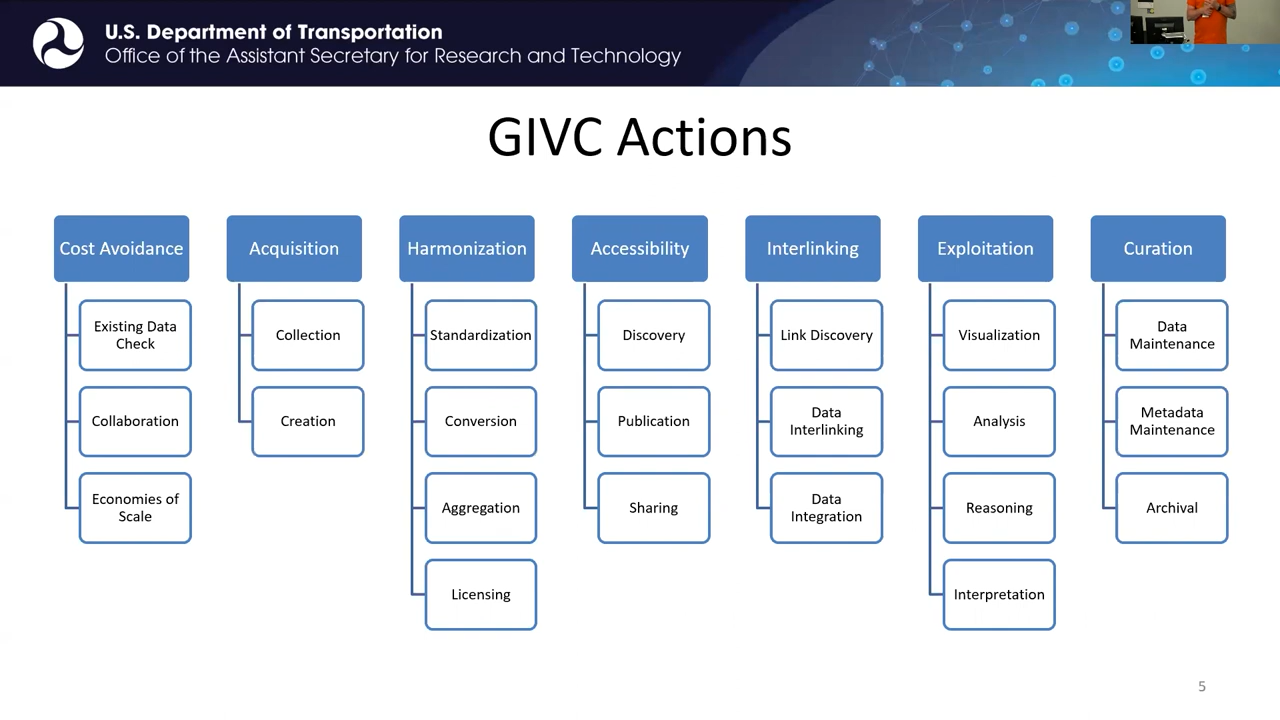 U.S. Department of Transportation
Office of the Assistant Secretary for Research and Technology
GIVC Actions
Cost Avoidance
Existing Data
Check
Collaboration
Economies of
Scale
Acquisition
Collection
Creation
Harmonization
Standardization
Conversion
Aggregation
Licensing
Accessibility
Discovery
Publication
Sharing
Interlinking
Link Discovery
Data
Interlinking
Data
Integration
Exploitation
Visualization
Analysis
Reasoning
Interpretation
Curation
Data
Maintenance
Metadata
Maintenance
Archival
5